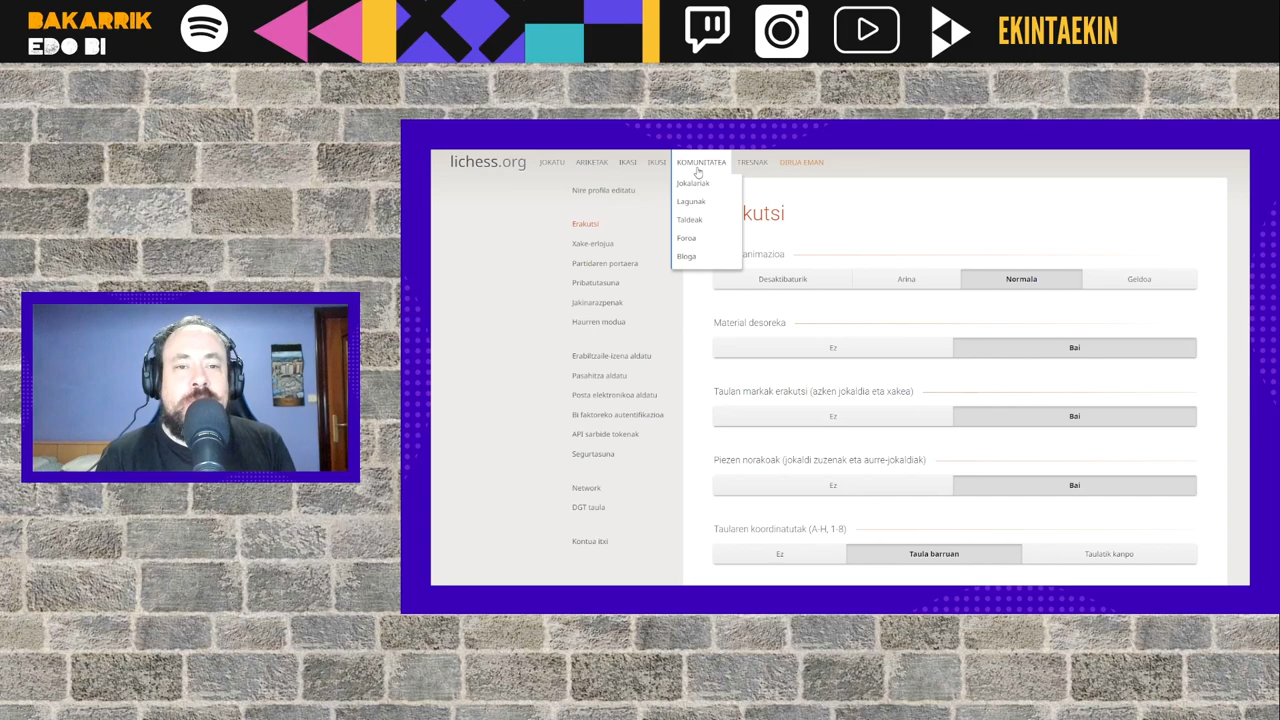 BAKARRIK
EDO BI
EKINTAEKIN
lichess.org JOKATU ARIKETAK IKASI IKUSI KOMUNITATEA TRESNAK DIRUA EMAN
Jokalariak
Lagunak
Taldeak
Foroa
Bloga
Nire profila editatu
Erakutsi
Xake-erlojua
Partidaren portaera
Pribatutasuna
Jakinarazpenak
Haurren modua
Erabiltzaile-izena aldatu
Pasahitza aldatu
Posta elektronikoa aldatu
Bi faktoreko autentifikazioa
API sarbide tokenak
Segurtasuna
Network
DGT taula
Kontua itxi
kutsi
animazioa
Desaktibaturik Arina Normala Geldoa
Material desoreka
Ez Bai
Taulan markak erakutsi (azken jokaldia eta xakea)
Ez Bai
Piezen norakoak (jokaldi zuzenak eta aurre-jokaldiak)
Ez Bai
Taularen koordinatutak (A-H, 1-8)
Ez Taula barruan Taulatik kanpo